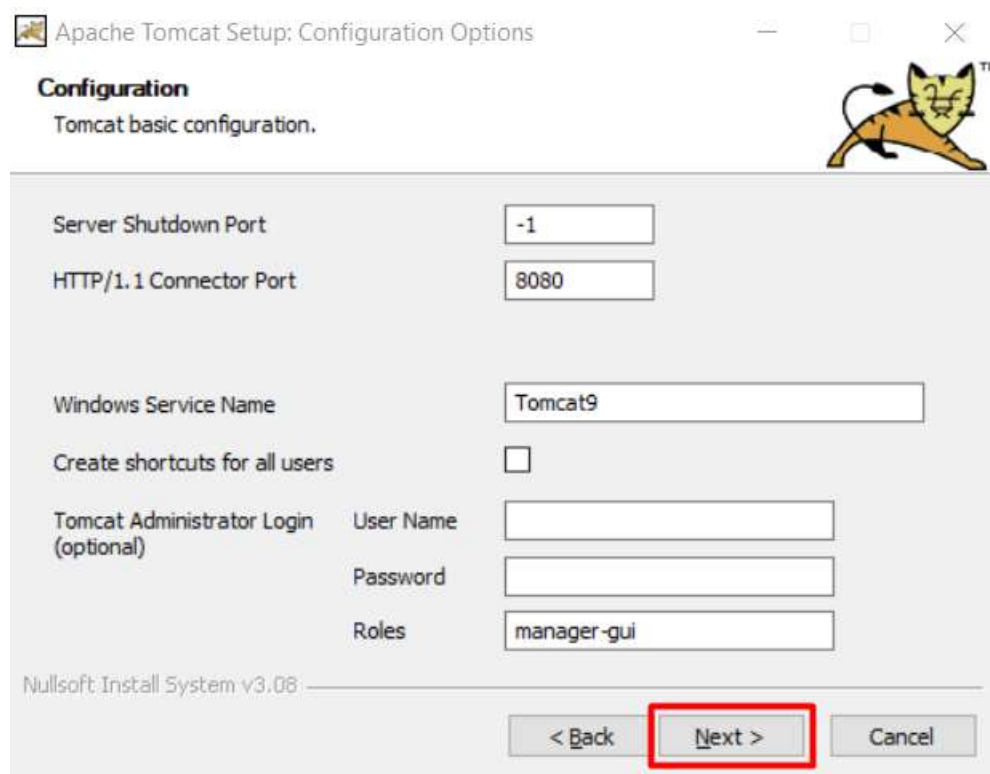 Apache Tomcat Setup: Configuration Options
Configuration
Tomcat basic configuration.
TM
Server Shutdown Port -1
HTTP/1.1 Connector Port 8080
Windows Service Name Tomcat9
Create shortcuts for all users
Tomcat Administrator Login User Name
(optional)
Password
Roles manager-gui
Nullsoft Install System v3.08
< Back Next > Cancel